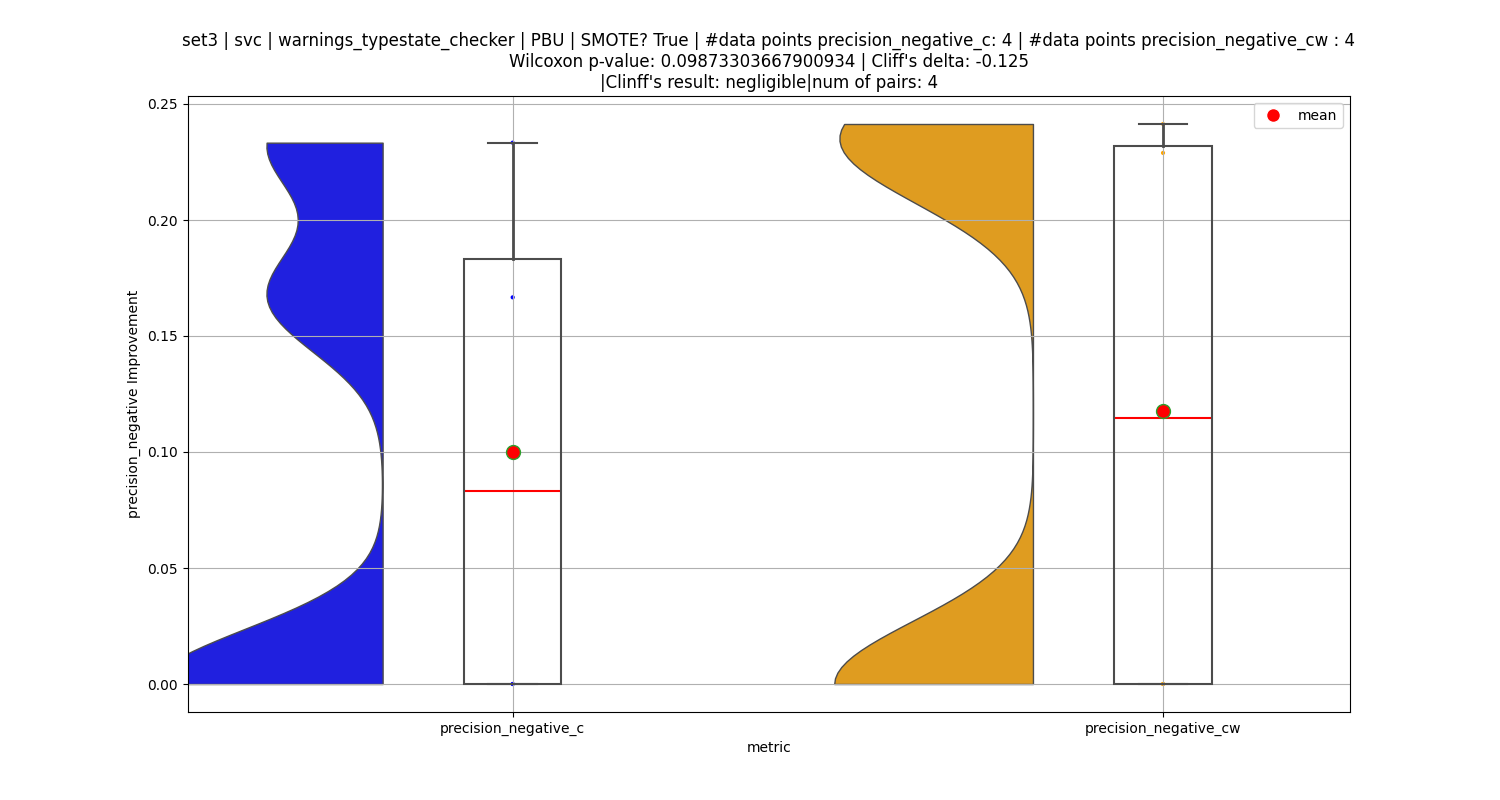 set3 | svc | warnings_typestate_checker | PBU | SMOTE? True | #data points precision_negative_c: 4 | #data points precision_negative_cw : 4
Wilcoxon p-value: 0.09873303667900934 | Cliff's delta: -0.125
|Clinff's result: negligible|num of pairs: 4
mean
precision_negative Improvement
0.25
0.20
0.15
0.10
0.05
0.00
precision_negative_c
precision_negative_cw
metric